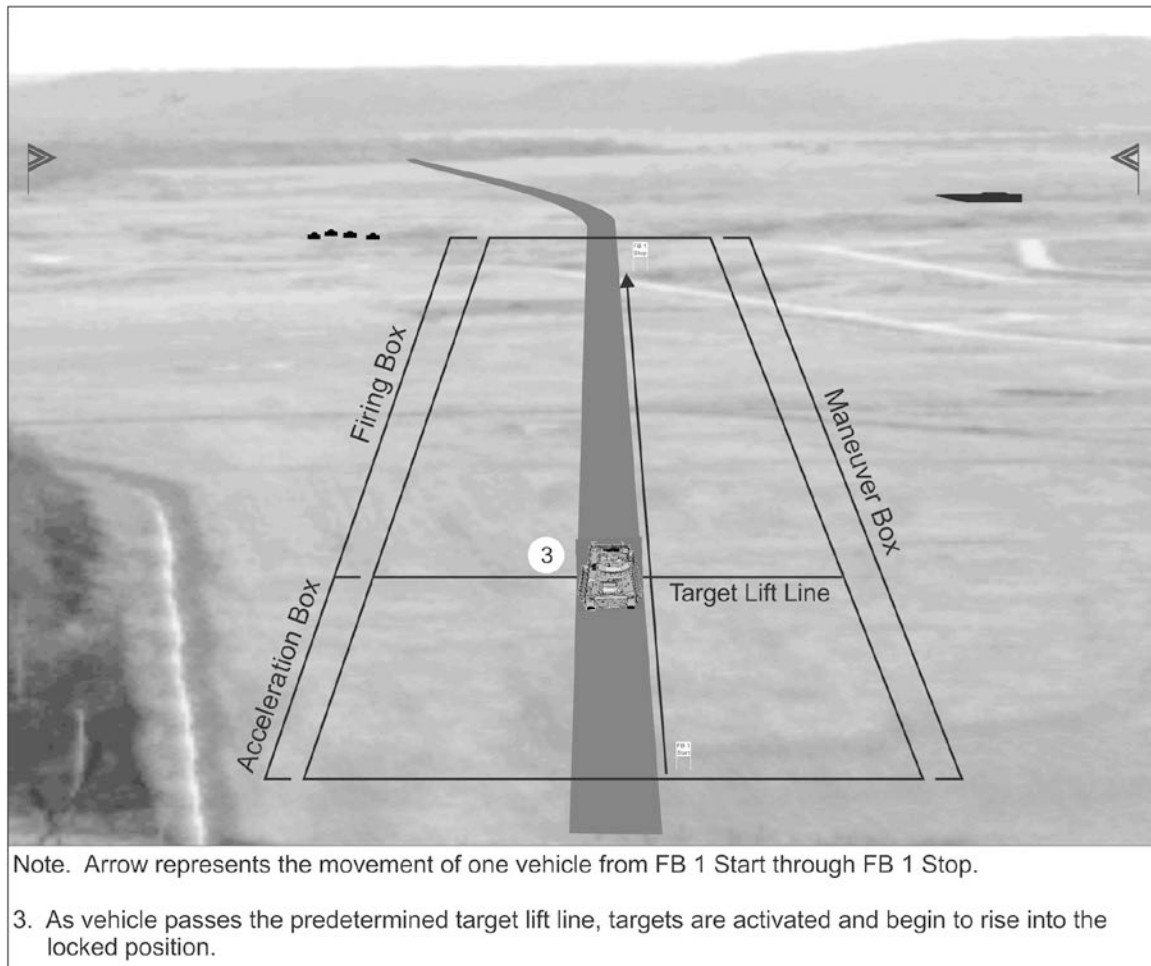 FB 1
Stop
Firing Box
Maneuver Box
3
Target Lift Line
Acceleration Box
FB 1
Start
Note. Arrow represents the movement of one vehicle from FB 1 Start through FB 1 Stop.
3. As vehicle passes the predetermined target lift line, targets are activated and begin to rise into the
locked position.